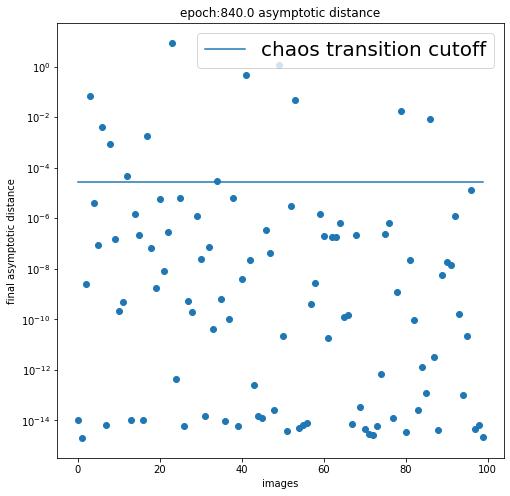 epoch:840.0 asymptotic distance
chaos transition cutoff
final asymptotic distance
10^0
10^-2
10^-4
10^-6
10^-8
10^-10
10^-12
10^-14
0 20 40 60 80 100
images